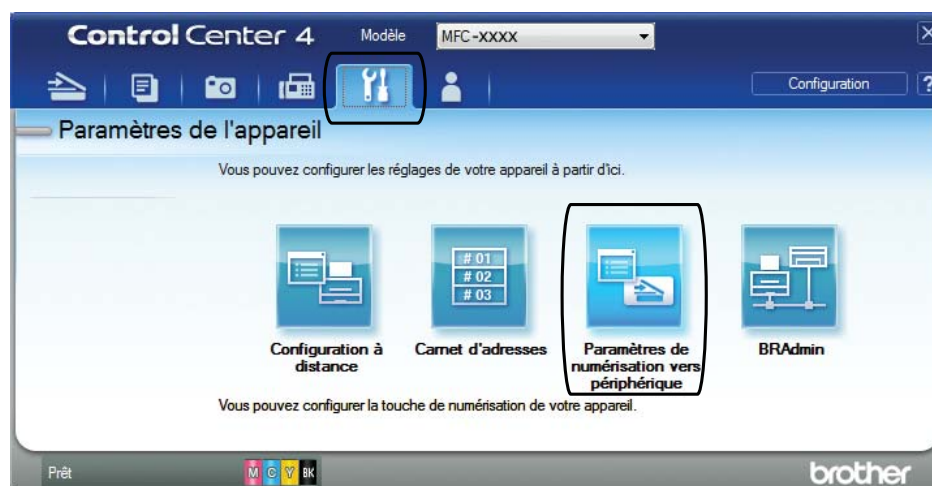 Control Center 4 Modèle MFC-XXXX
Configuration ?
Paramètres de l'appareil
Vous pouvez configurer les réglages de votre appareil à partir d'ici.
# 01
# 02
# 03
Configuration à
distance
Carnet d'adresses
Paramètres de
numérisation vers
périphérique
BRAdmin
Vous pouvez configurer la touche de numérisation de votre appareil.
Prêt M C Y BK brother